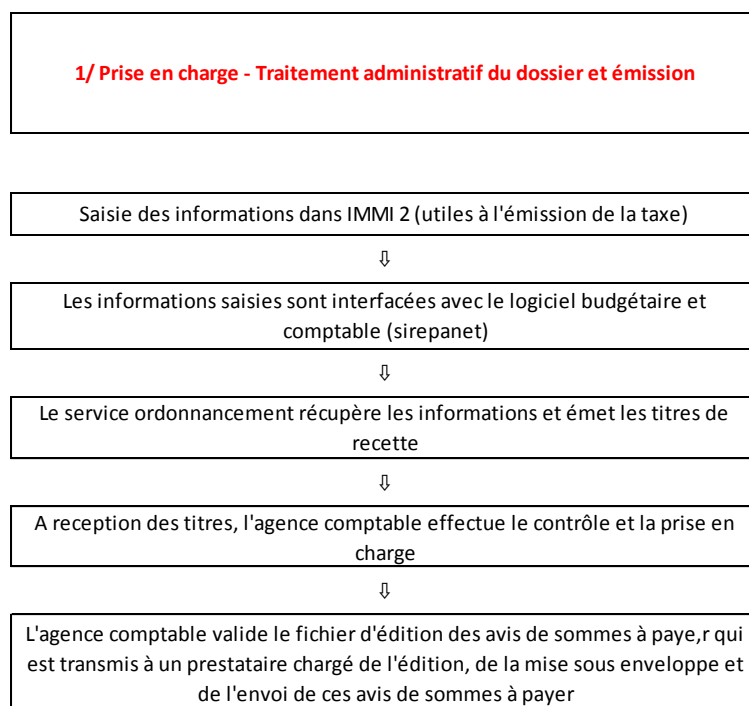 1/ Prise en charge - Traitement administratif du dossier et émission
Saisie des informations dans IMMI 2 (utiles à l'émission de la taxe)
⇩
Les informations saisies sont interfacées avec le logiciel budgétaire et
comptable (sirepanet)
⇩
Le service ordonnancement récupère les informations et émet les titres de
recette
⇩
A reception des titres, l'agence comptable effectue le contrôle et la prise en
charge
⇩
L'agence comptable valide le fichier d'édition des avis de sommes à paye,r qui
est transmis à un prestataire chargé de l'édition, de la mise sous enveloppe et
de l'envoi de ces avis de sommes à payer